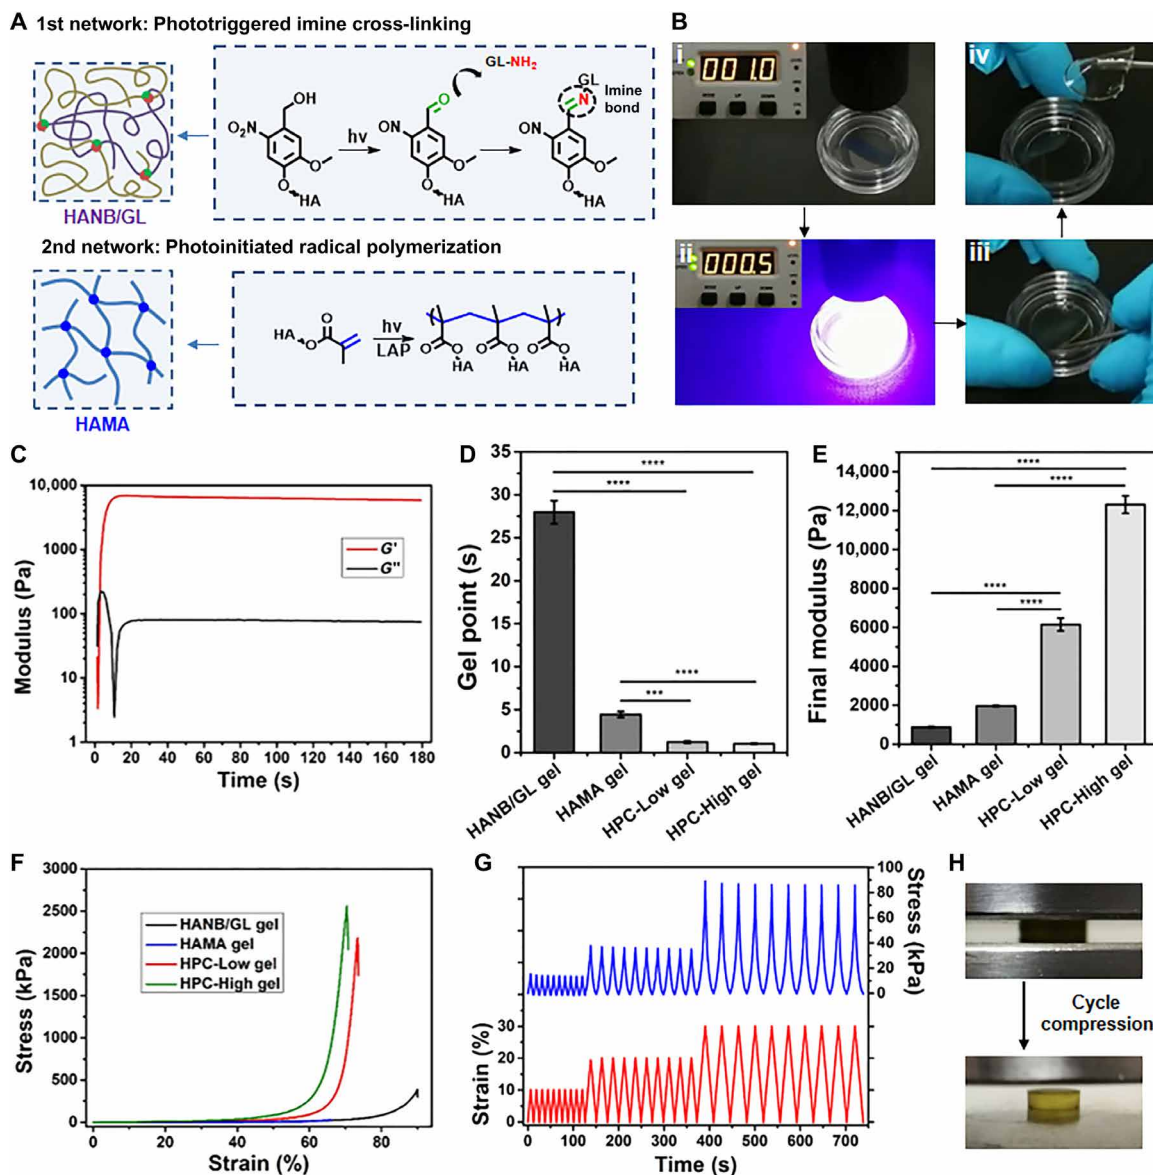 A 1st network: Phototriggered imine cross-linking
HANB/GL
OH
NO₂
O
O
HA
hν
GL-NH₂
O
NO
O
O
HA
GL
N
Imine
bond
NO
O
O
HA
2nd network: Photoinitiated radical polymerization
HAMA
HA
O
O
hν
LAP
O O O O O O
HA HA HA
B
i
001.0
ii
000.5
iii
iv
C
Modulus (Pa)
10,000
1000
100
10
1
G'
G"
0 20 40 60 80 100 120 140 160 180
Time (s)
D
Gel point (s)
35
30
25
20
15
10
5
0
****
****
****
***
HANB/GL gel
HAMA gel
HPC-Low gel
HPC-High gel
E
Final modulus (Pa)
14,000
12,000
10,000
8000
6000
4000
2000
0
****
****
****
****
HANB/GL gel
HAMA gel
HPC-Low gel
HPC-High gel
F
Stress (kPa)
3000
2500
2000
1500
1000
500
0
HANB/GL gel
HAMA gel
HPC-Low gel
HPC-High gel
0 20 40 60 80
Strain (%)
G
Stress (kPa)
100
80
60
40
20
0
Strain (%)
30
20
10
0
0 100 200 300 400 500 600 700
Time (s)
H
Cycle
compression